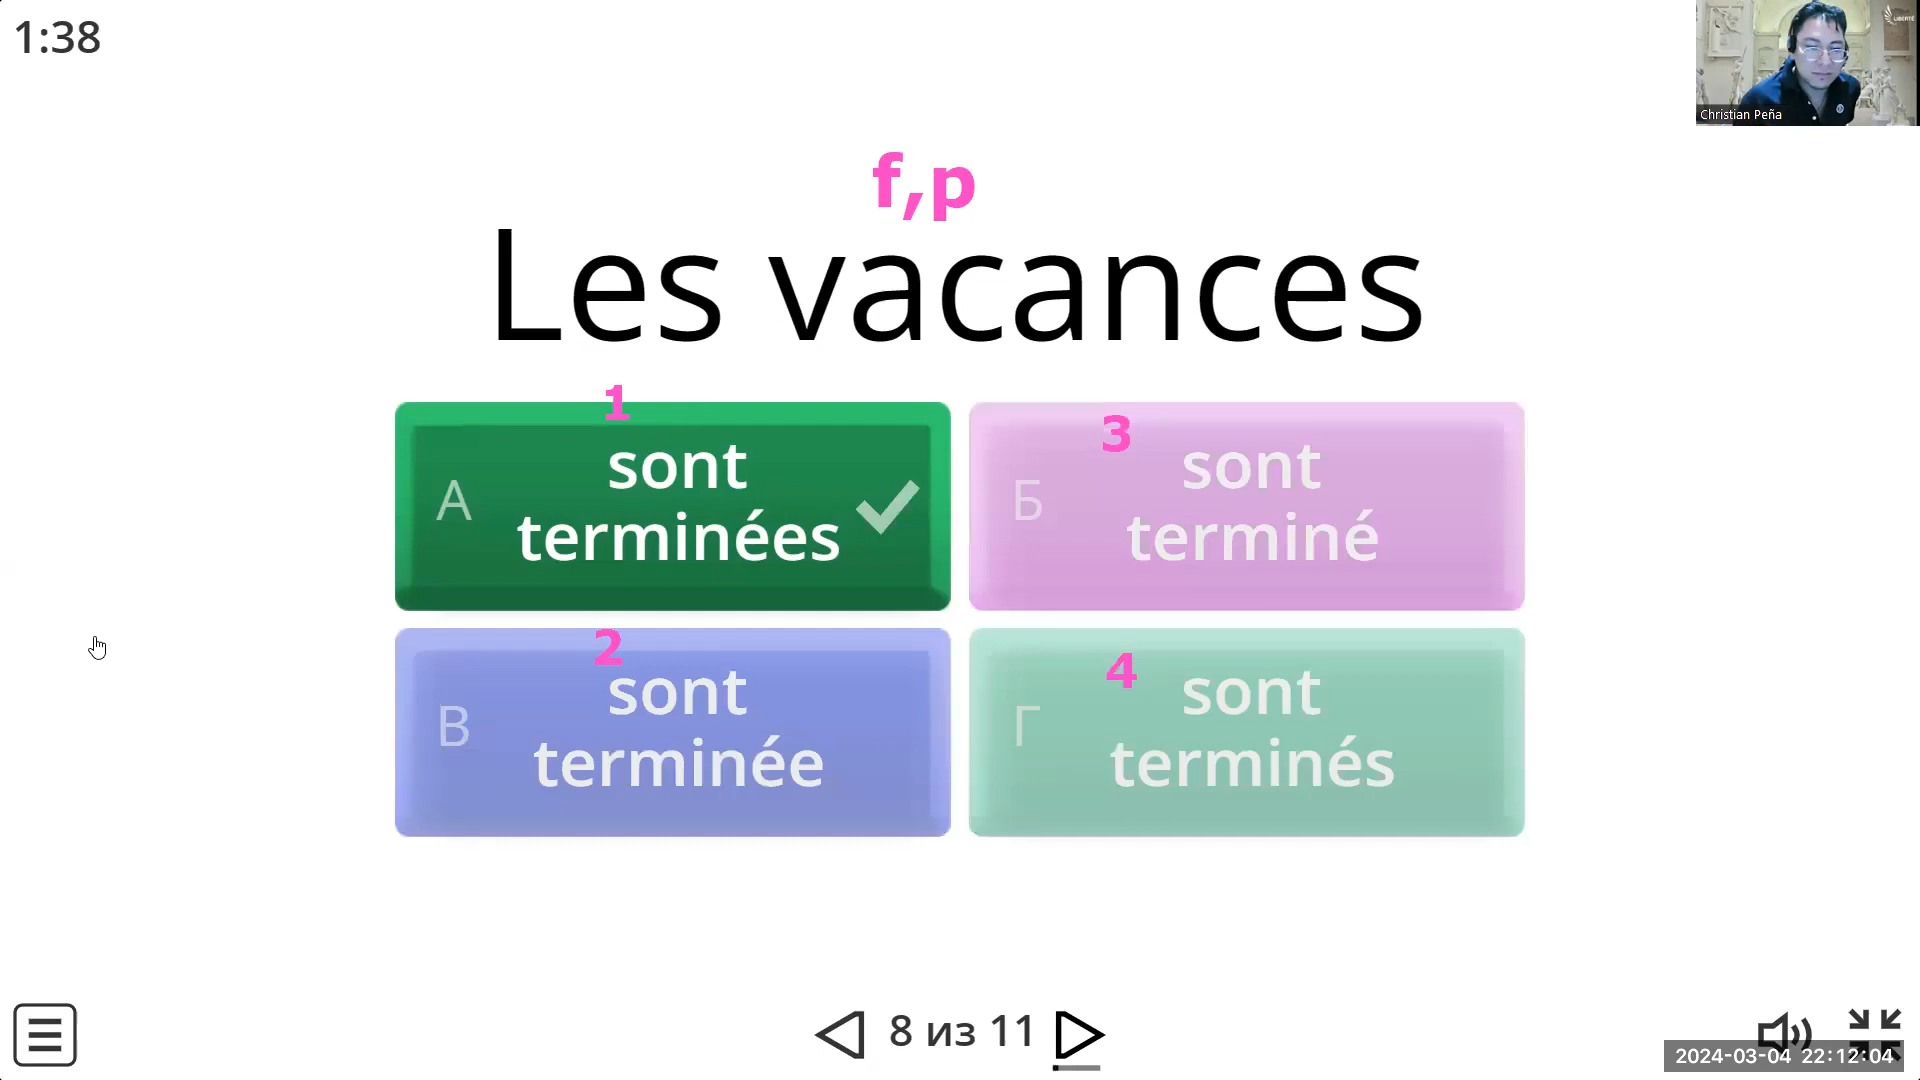 1:38
LIBERTÉ
Christian Peña
f,p
Les vacances
1
А
sont
terminées
3
Б
sont
terminé
2
В
sont
terminée
4
Г
sont
terminés
8 из 11
2024-03-04 22:12:04